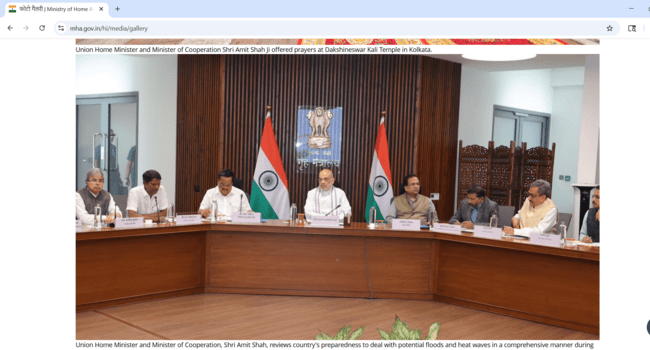 फोटो गैलरी | Ministry of Home A
mha.gov.in/hi/media/gallery
Union Home Minister and Minister of Cooperation Shri Amit Shah Ji offered prayers at Dakshineswar Kali Temple in Kolkata.
गृह मंत्रालय
Union Home Minister and Minister of Cooperation, Shri Amit Shah, reviews country's preparedness to deal with potential floods and heat waves in a comprehensive manner during